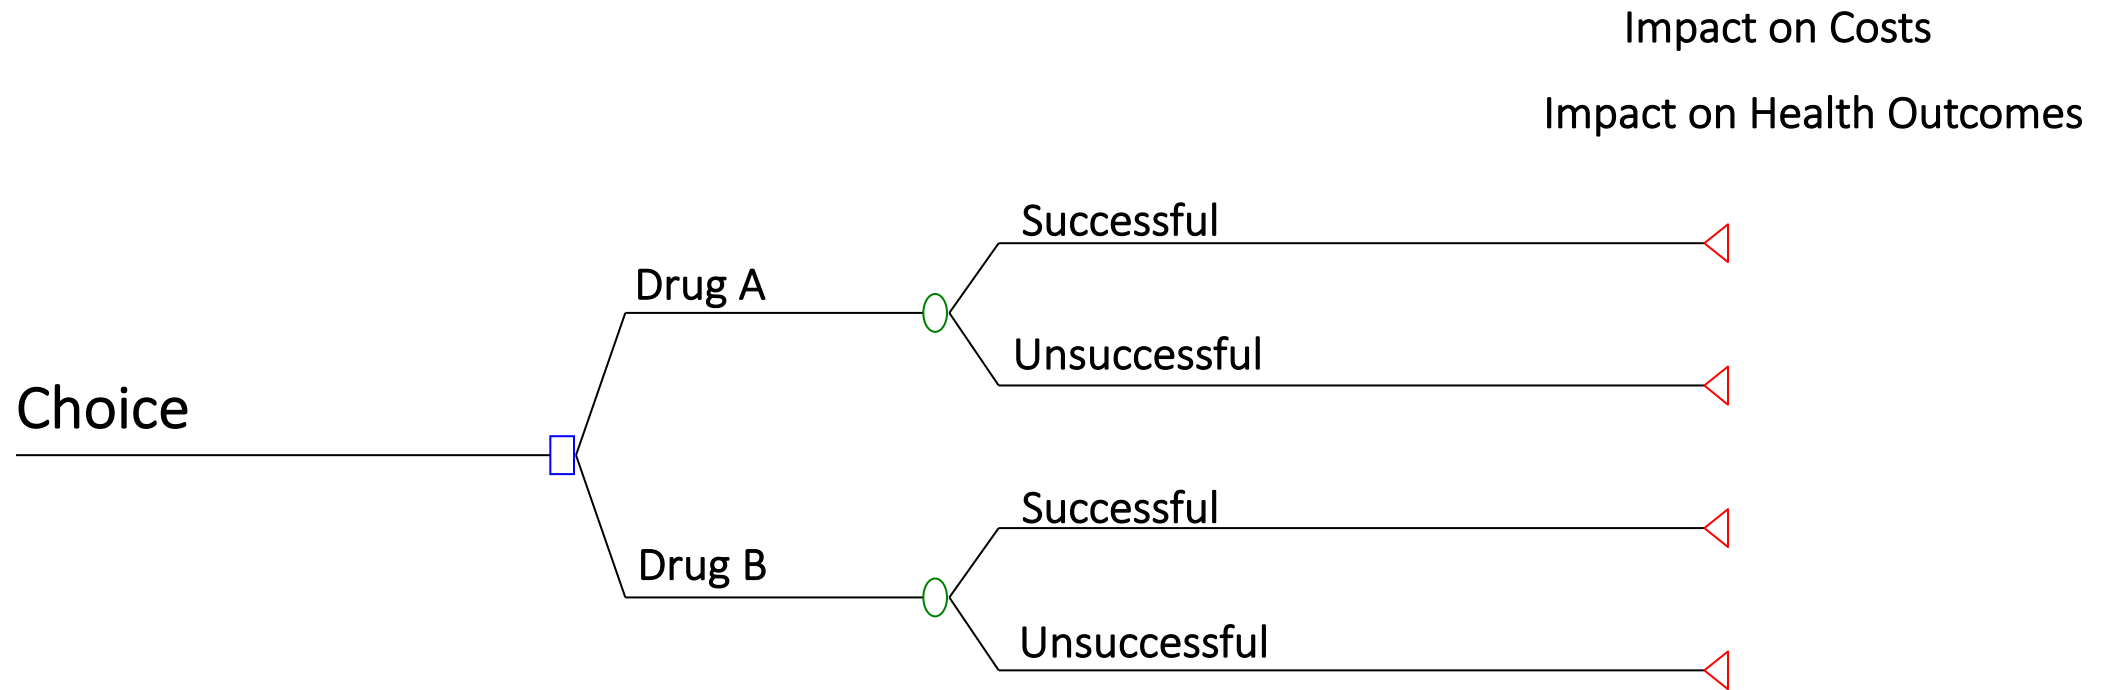 Impact on Costs
Impact on Health Outcomes
Successful
Drug A
Unsuccessful
Choice
Successful
Drug B
Unsuccessful